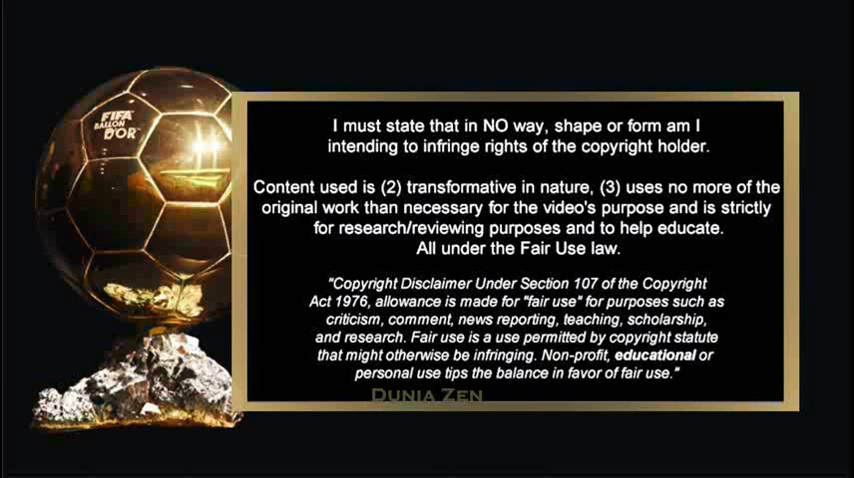 FIFA
BALLON
D'OR
I must state that in NO way, shape or form am I
intending to infringe rights of the copyright holder.
Content used is (2) transformative in nature, (3) uses no more of the
original work than necessary for the video's purpose and is strictly
for research/reviewing purposes and to help educate.
All under the Fair Use law.
"Copyright Disclaimer Under Section 107 of the Copyright
Act 1976, allowance is made for "fair use" for purposes such as
criticism, comment, news reporting, teaching, scholarship,
and research. Fair use is a use permitted by copyright statute
that might otherwise be infringing. Non-profit, educational or
personal use tips the balance in favor of fair use."
DUNIA ZEN